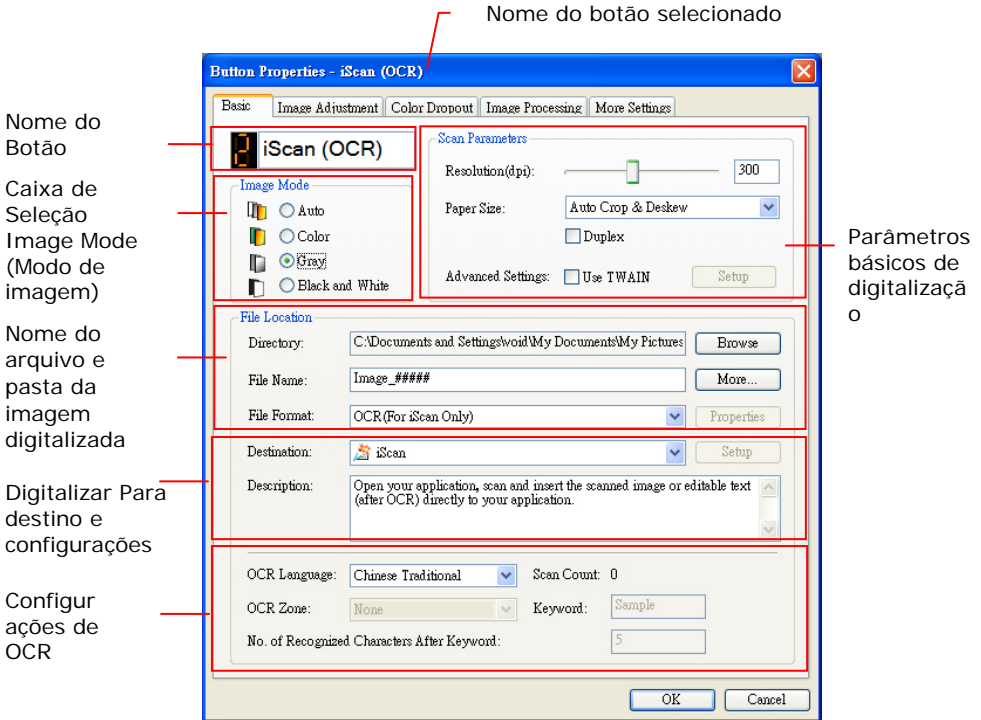 Nome do botão selecionado
Button Properties - iScan (OCR)
Basic Image Adjustment Color Dropout Image Processing More Settings
Nome do
Botão
iScan (OCR)
Caixa de
Seleção
Image Mode
(Modo de
imagem)
Image Mode
Auto
Color
Gray
Black and White
Scan Parameters
Resolution(dpi): 300
Paper Size: Auto Crop & Deskew
Duplex
Advanced Settings: Use TWAIN Setup
Parâmetros
básicos de
digitalizaçã
o
Nome do
arquivo e
pasta da
imagem
digitalizada
File Location
Directory: C:\Documents and Settings\void\My Documents\My Pictures Browse
File Name: Image_##### More...
File Format: OCR(For iScan Only) Properties
Digitalizar Para
destino e
configurações
Destination: iScan Setup
Description: Open your application, scan and insert the scanned image or editable text
(after OCR) directly to your application.
Configur
ações de
OCR
OCR Language: Chinese Traditional Scan Count: 0
OCR Zone: None Keyword: Sample
No. of Recognized Characters After Keyword: 5
OK Cancel